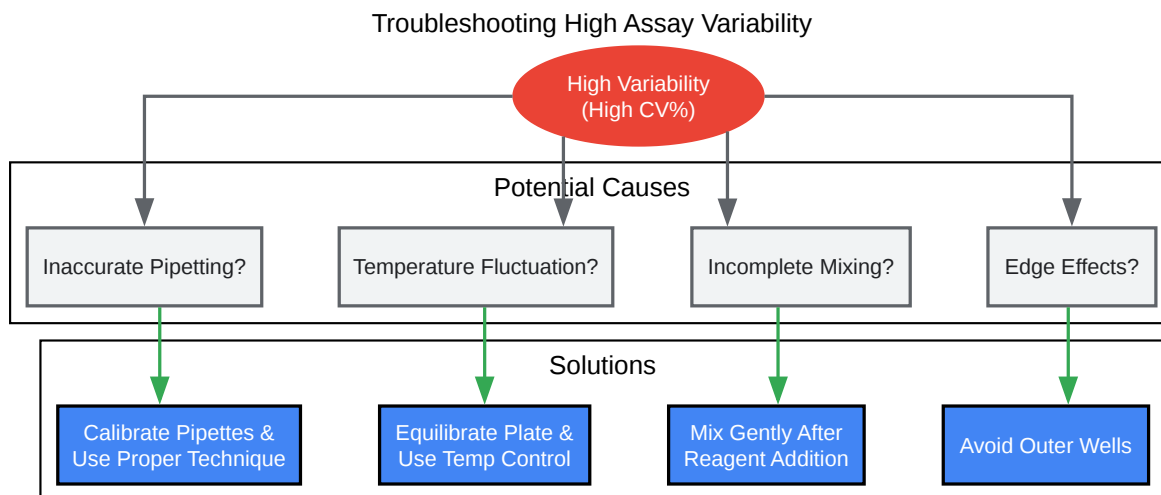 Troubleshooting High Assay Variability
High Variability
(High CV%)
Potential Causes
Inaccurate Pipetting?
Temperature Fluctuation?
Incomplete Mixing?
Edge Effects?
Solutions
Calibrate Pipettes &
Use Proper Technique
Equilibrate Plate &
Use Temp Control
Mix Gently After
Reagent Addition
Avoid Outer Wells